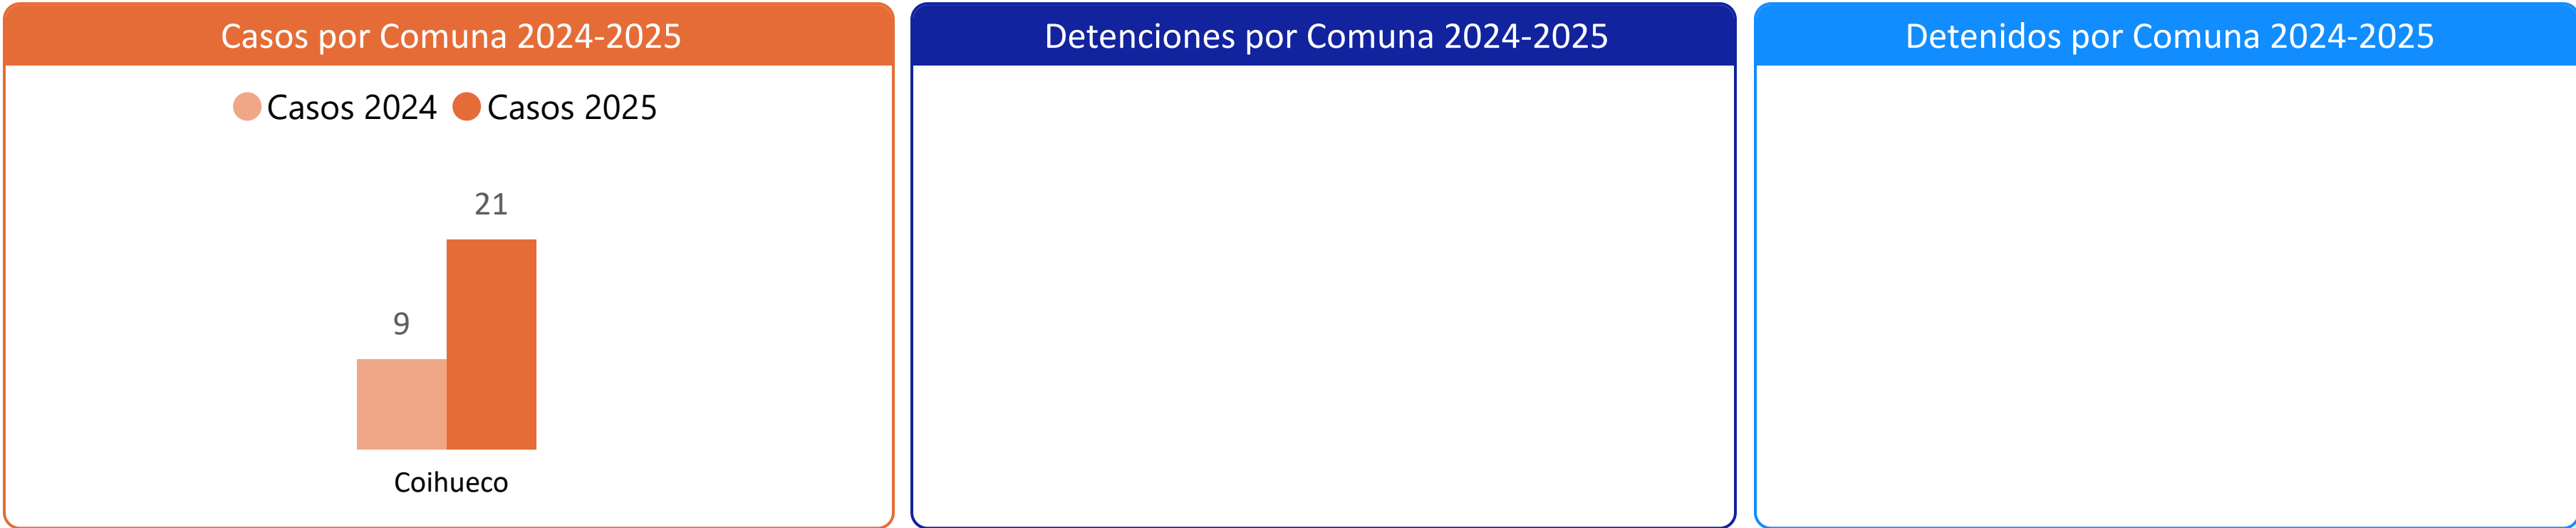 Casos por Comuna 2024-2025
Casos 2024 Casos 2025
21
9
Coihueco
Detenciones por Comuna 2024-2025
Detenidos por Comuna 2024-2025